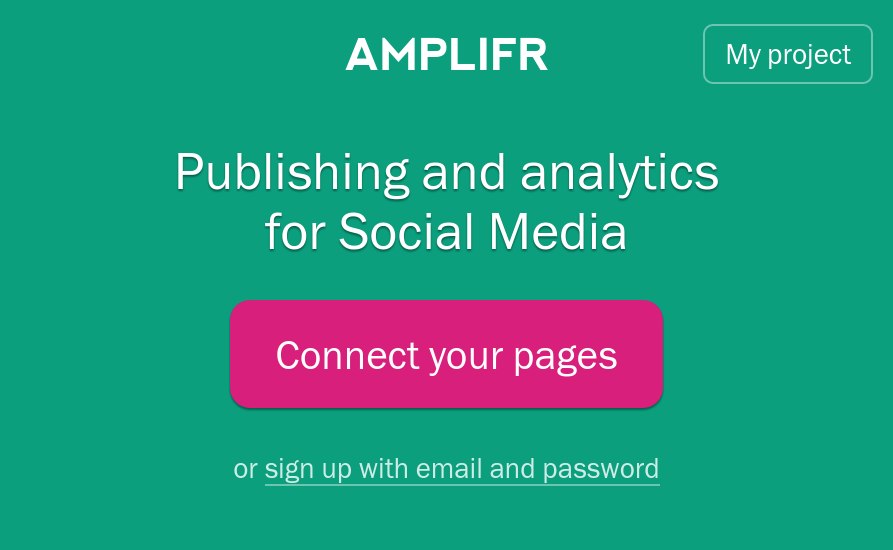 AMPLIFR
My project
Publishing and analytics
for Social Media
Connect your pages
or sign up with email and password